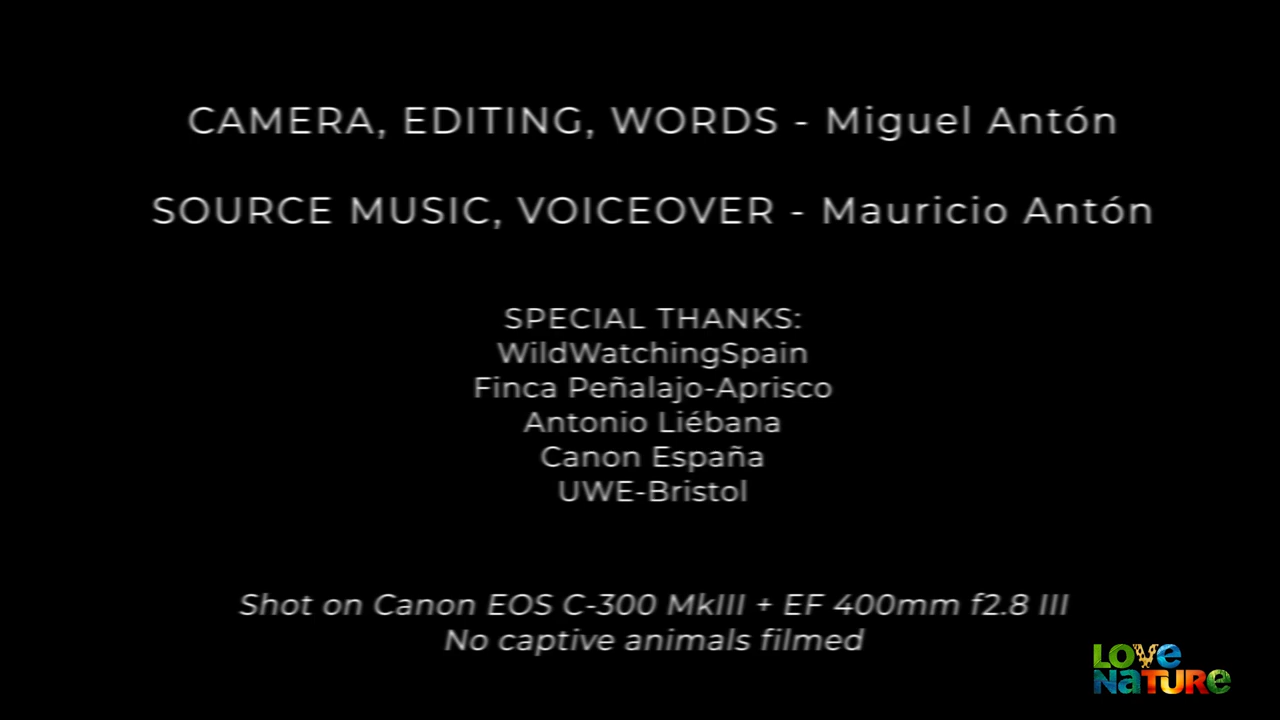 CAMERA, EDITING, WORDS - Miguel Antón
SOURCE MUSIC, VOICEOVER - Mauricio Antón
SPECIAL THANKS:
WildWatchingSpain
Finca Peñalajo-Aprisco
Antonio Liébana
Canon España
UWE-Bristol
Shot on Canon EOS C-300 MkIII + EF 400mm f2.8 III
No captive animals filmed
LOVe
NaTURe